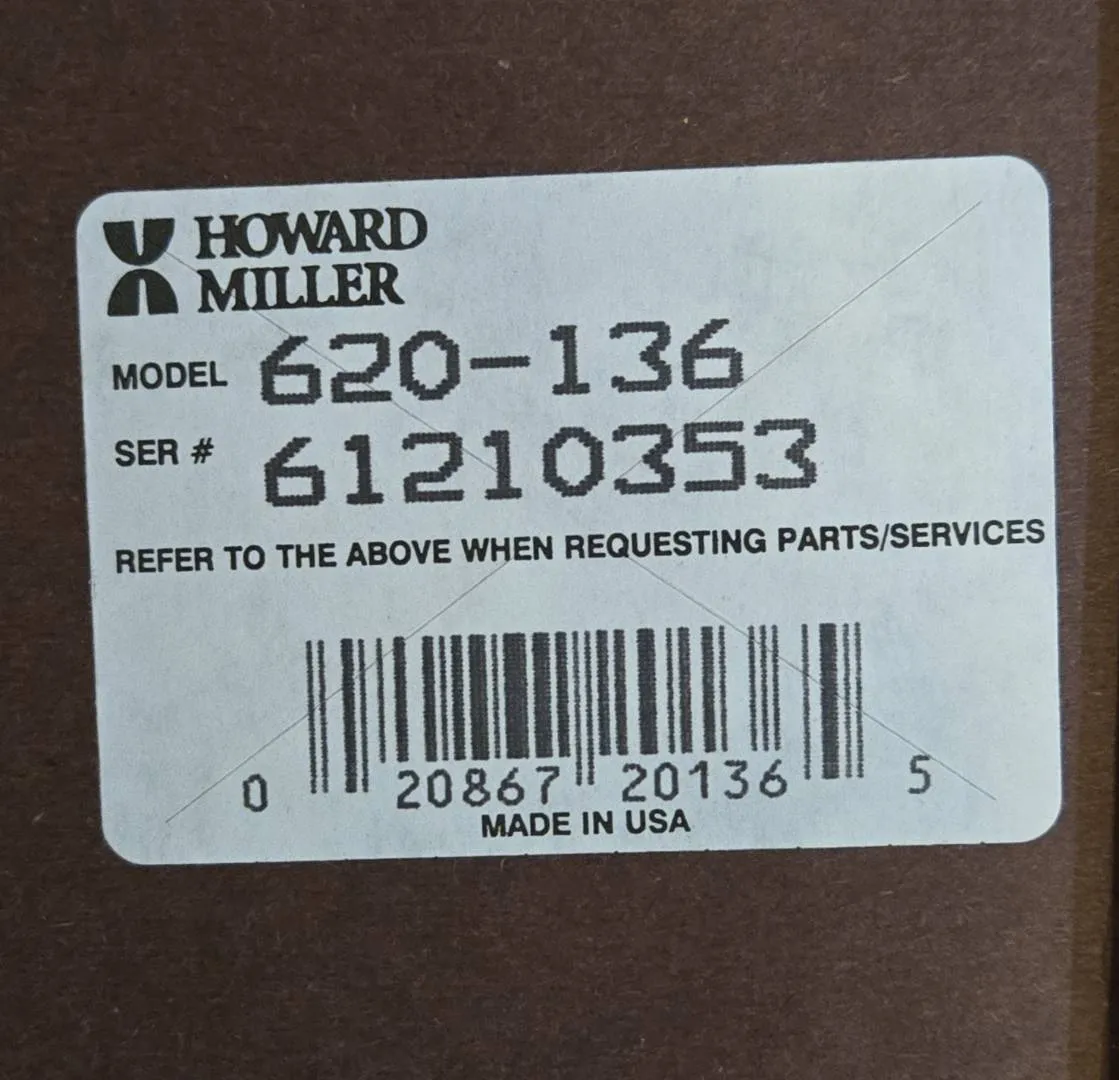 HOWARD
MILLER
MODEL 620-136
SER # 61210353
REFER TO THE ABOVE WHEN REQUESTING PARTS/SERVICES
0 20867 20136 5
MADE IN USA